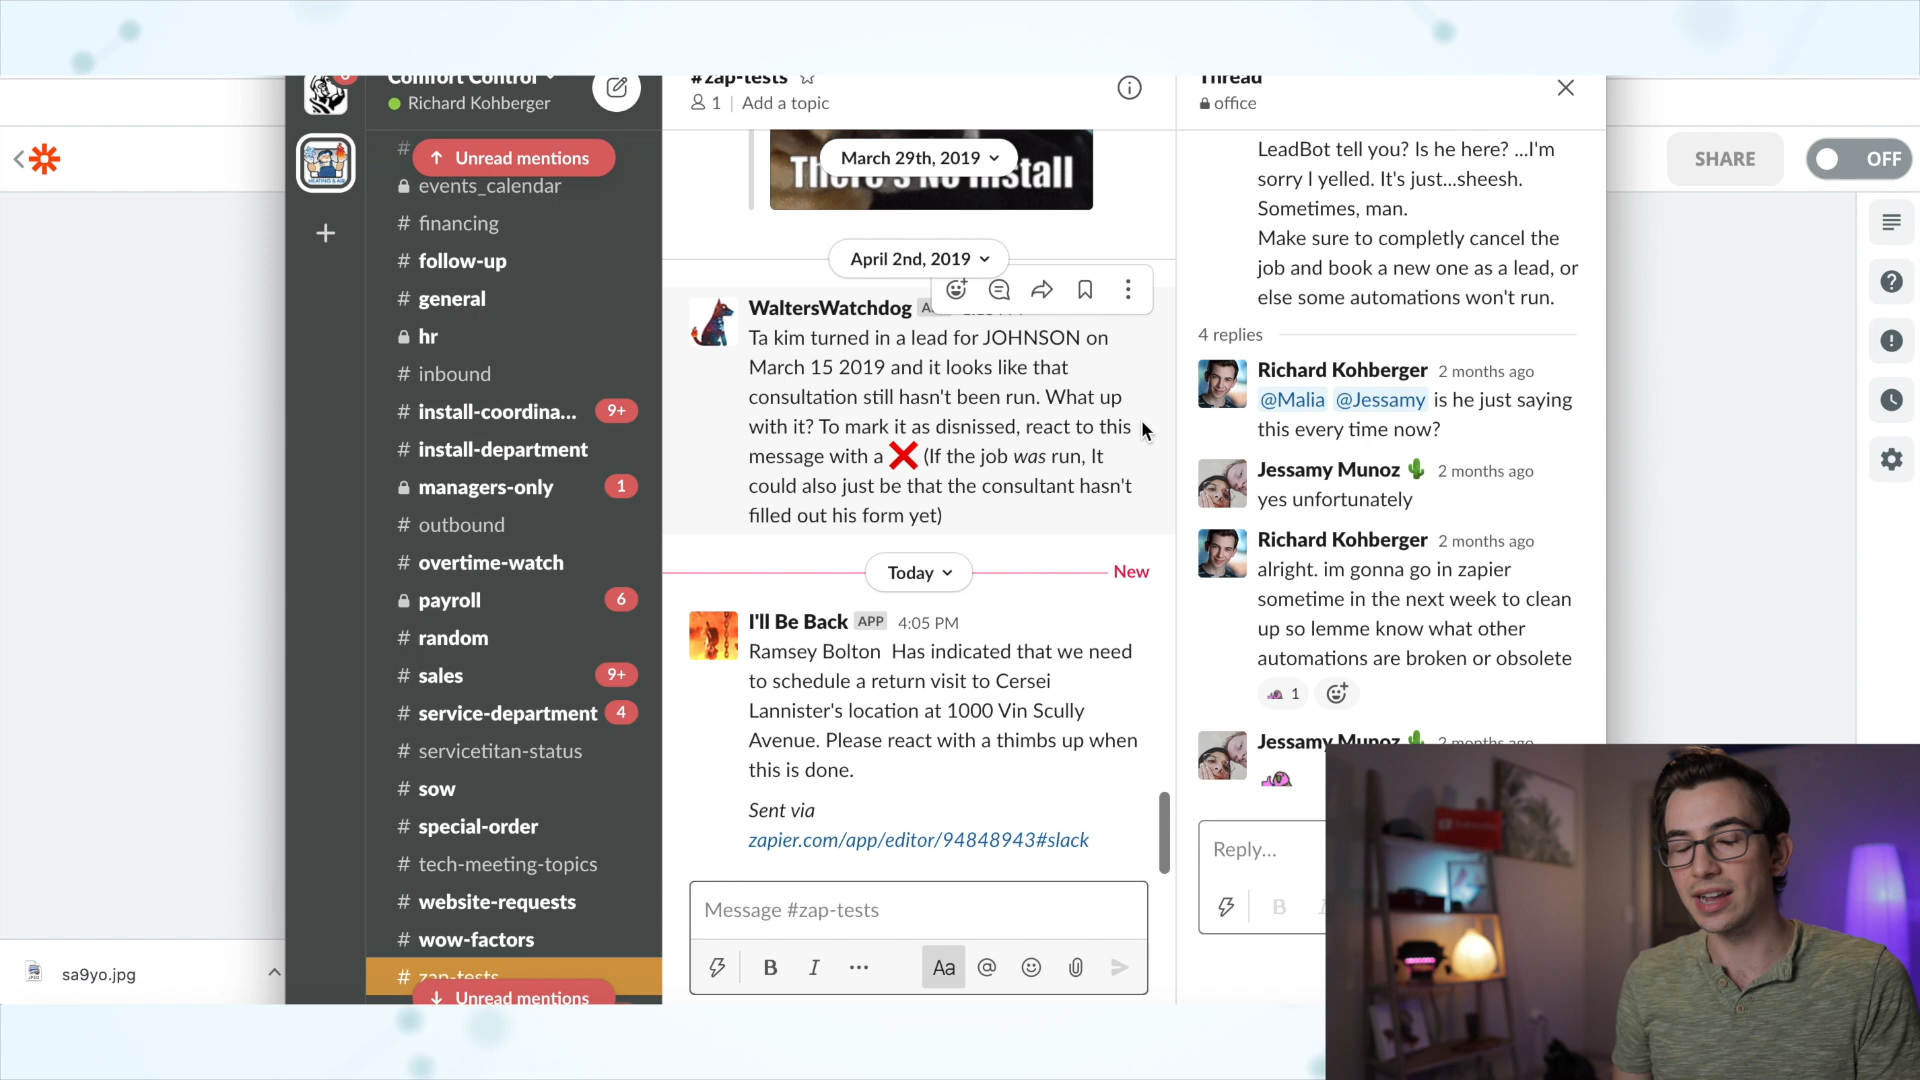 SHARE
OFF
sa9yo.jpg
Comfort Control
Richard Kohberger
Unread mentions
#
events_calendar
# financing
# follow-up
# general
hr
# inbound
# install-coordina... 9+
# install-department
managers-only 1
# outbound
# overtime-watch
payroll 6
# random
# sales 9+
# service-department 4
# servicetitan-status
# sow
# special-order
# tech-meeting-topics
# website-requests
# wow-factors
# zap-tests
Unread mentions
#zap-tests
1 | Add a topic
March 29th, 2019
There's No Install
April 2nd, 2019
WaltersWatchdog
Ta kim turned in a lead for JOHNSON on
March 15 2019 and it looks like that
consultation still hasn't been run. What up
with it? To mark it as disnissed, react to this
message with a ❌ (If the job was run, It
could also just be that the consultant hasn't
filled out his form yet)
Today
New
I'll Be Back APP 4:05 PM
Ramsey Bolton Has indicated that we need
to schedule a return visit to Cersei
Lannister's location at 1000 Vin Scully
Avenue. Please react with a thimbs up when
this is done.
Sent via
zapier.com/app/editor/94848943#slack
Message #zap-tests
B I ... Aa @
Thread
office
LeadBot tell you? Is he here? ...I'm
sorry I yelled. It's just...sheesh.
Sometimes, man.
Make sure to completly cancel the
job and book a new one as a lead, or
else some automations won't run.
4 replies
Richard Kohberger 2 months ago
@Malia @Jessamy is he just saying
this every time now?
Jessamy Munoz 2 months ago
yes unfortunately
Richard Kohberger 2 months ago
alright. im gonna go in zapier
sometime in the next week to clean
up so lemme know what other
automations are broken or obsolete
1
Jessamy Munoz 2 months ago
Reply...
B